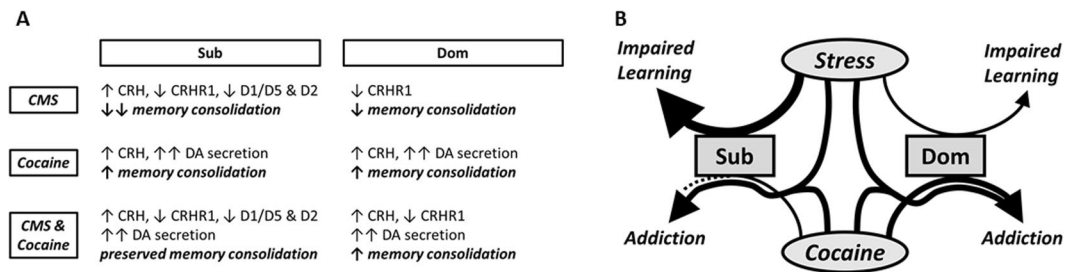 A
Sub
Dom
CMS
↑ CRH, ↓ CRHR1, ↓ D1/D5 & D2
↓↓ memory consolidation
↓ CRHR1
↓ memory consolidation
Cocaine
↑ CRH, ↑↑ DA secretion
↑ memory consolidation
↑ CRH, ↑↑ DA secretion
↑ memory consolidation
CMS &
Cocaine
↑ CRH, ↓ CRHR1, ↓ D1/D5 & D2
↑↑ DA secretion
preserved memory consolidation
↑ CRH, ↓ CRHR1
↑↑ DA secretion
↑ memory consolidation
B
Impaired
Learning
Stress
Impaired
Learning
Sub
Dom
Addiction
Cocaine
Addiction